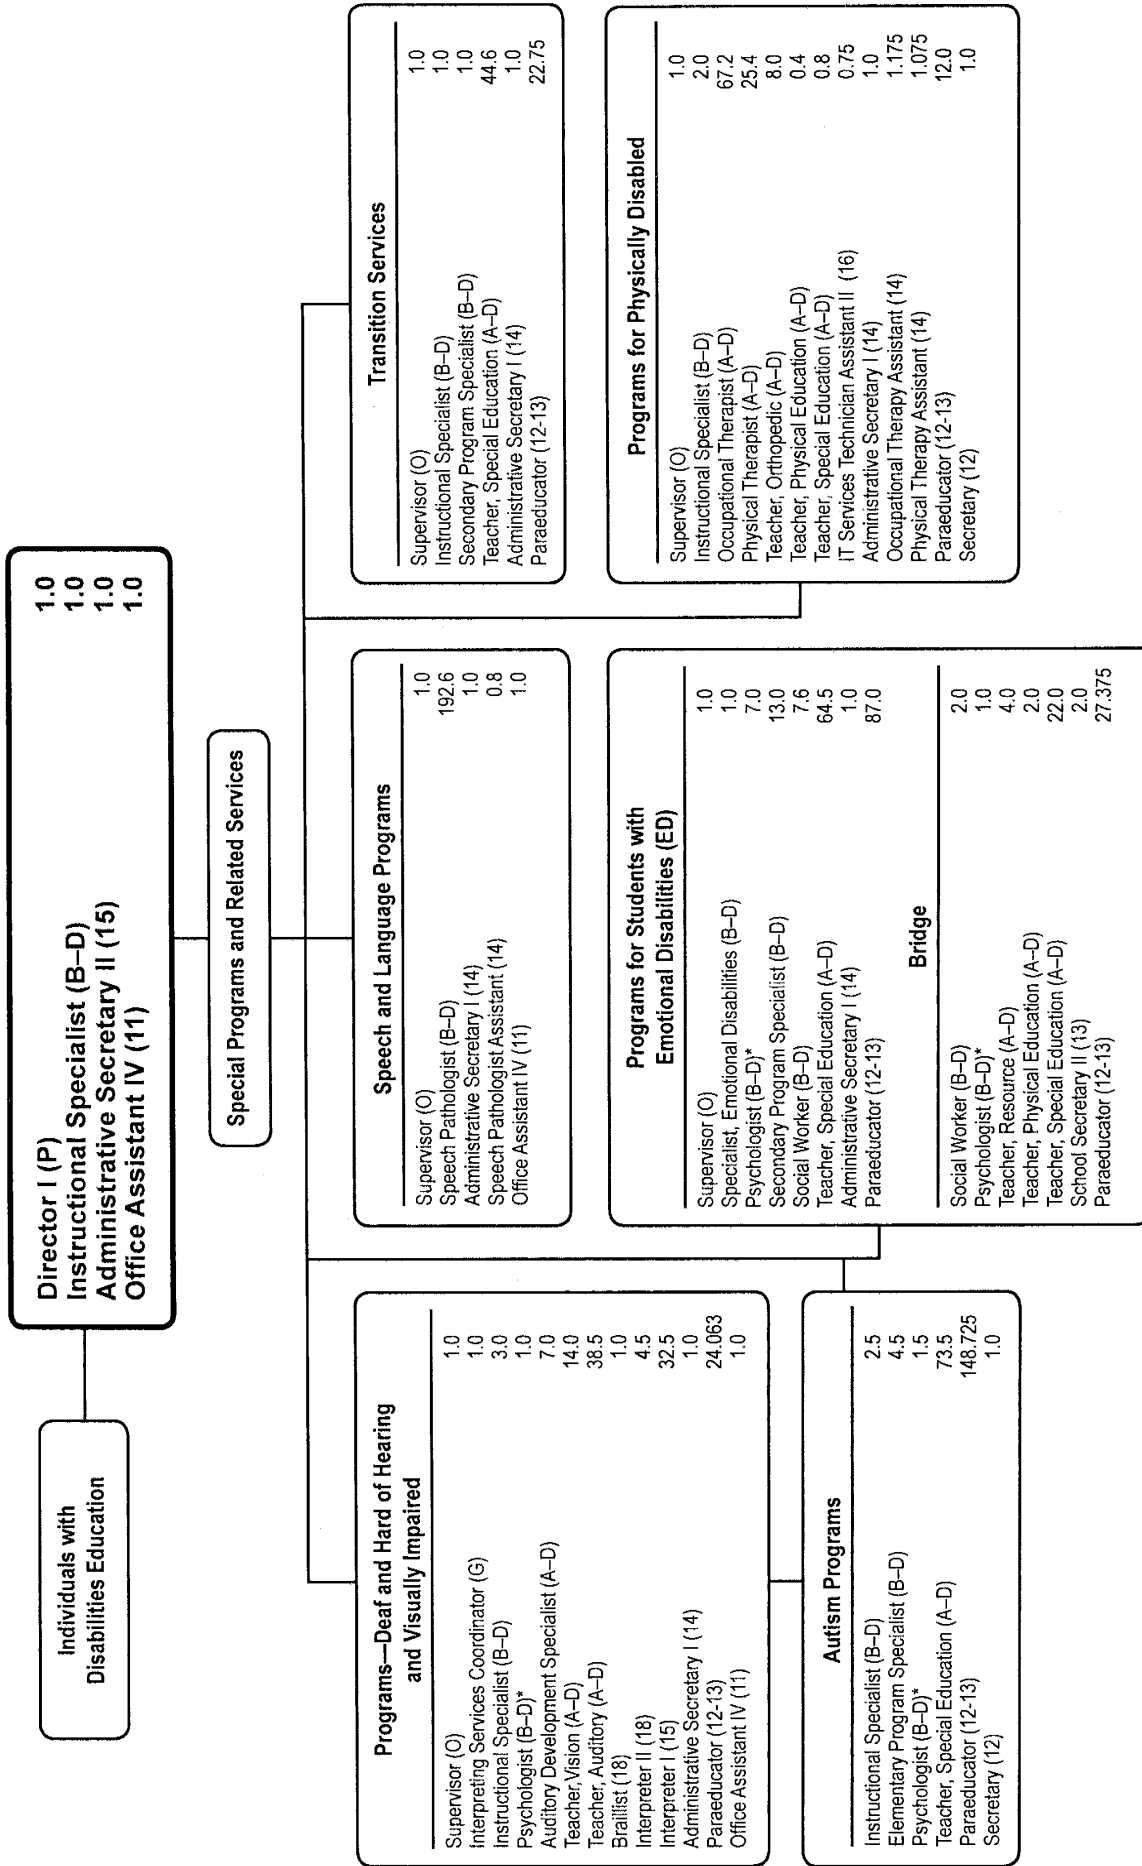 Individuals with
Disabilities Education
Director I (P) 1.0
Instructional Specialist (B–D) 1.0
Administrative Secretary II (15) 1.0
Office Assistant IV (11) 1.0
Special Programs and Related Services
Programs—Deaf and Hard of Hearing
and Visually Impaired
Supervisor (O) 1.0
Interpreting Services Coordinator (G) 1.0
Instructional Specialist (B–D) 3.0
Psychologist (B–D)* 1.0
Auditory Development Specialist (A–D) 7.0
Teacher, Vision (A–D) 14.0
Teacher, Auditory (A–D) 38.5
Braillist (18) 1.0
Interpreter II (18) 4.5
Interpreter I (15) 32.5
Administrative Secretary I (14) 1.0
Paraeducator (12-13) 24.063
Office Assistant IV (11) 1.0
Speech and Language Programs
Supervisor (O) 1.0
Speech Pathologist (B–D) 192.6
Administrative Secretary I (14) 1.0
Speech Pathologist Assistant (14) 0.8
Office Assistant IV (11) 1.0
Transition Services
Supervisor (O) 1.0
Instructional Specialist (B–D) 1.0
Secondary Program Specialist (B–D) 1.0
Teacher, Special Education (A–D) 44.6
Administrative Secretary I (14) 1.0
Paraeducator (12-13) 22.75
Autism Programs
Instructional Specialist (B–D) 2.5
Elementary Program Specialist (B–D) 4.5
Psychologist (B–D)* 1.5
Teacher, Special Education (A–D) 73.5
Paraeducator (12-13) 148.725
Secretary (12) 1.0
Programs for Students with
Emotional Disabilities (ED)
Supervisor (O) 1.0
Specialist, Emotional Disabilities (B–D) 1.0
Psychologist (B–D)* 7.0
Secondary Program Specialist (B–D) 13.0
Social Worker (B–D) 7.6
Teacher, Special Education (A–D) 64.5
Administrative Secretary I (14) 1.0
Paraeducator (12-13) 87.0
Bridge
Social Worker (B–D) 2.0
Psychologist (B–D)* 1.0
Teacher, Resource (A–D) 4.0
Teacher, Physical Education (A–D) 2.0
Teacher, Special Education (A–D) 22.0
School Secretary II (13) 2.0
Paraeducator (12-13) 27.375
Programs for Physically Disabled
Supervisor (O) 1.0
Instructional Specialist (B–D) 2.0
Occupational Therapist (A–D) 67.2
Physical Therapist (A–D) 25.4
Teacher, Orthopedic (A–D) 8.0
Teacher, Physical Education (A–D) 0.4
Teacher, Special Education (A–D) 0.8
IT Services Technician Assistant II (16) 0.75
Administrative Secretary I (14) 1.0
Occupational Therapy Assistant (14) 1.175
Physical Therapy Assistant (14) 1.075
Paraeducator (12-13) 12.0
Secretary (12) 1.0